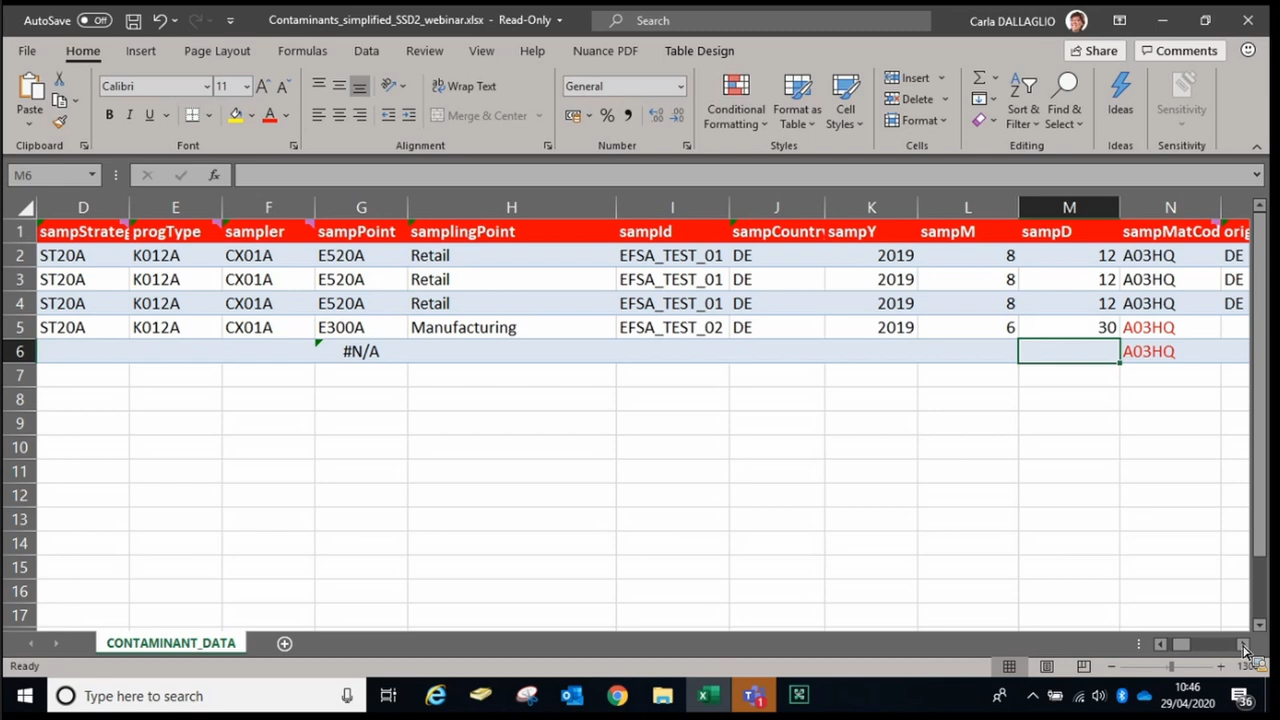 AutoSave Off Contaminants_simplified_SSD2_webinar.xlsx - Read-Only Search Carla DALLAGLIO
File Home Insert Page Layout Formulas Data Review View Help Nuance PDF Table Design Share Comments
Paste Calibri 11 A A Wrap Text General Conditional Formatting Format as Table Cell Styles Insert Delete Format Sort & Filter Find & Select Ideas Sensitivity
B I U A Merge & Center % ,
Clipboard Font Alignment Number Styles Cells Editing Ideas Sensitivity
M6 fx
D E F G H I J K L M N
1 sampStrateg progType sampler sampPoint samplingPoint sampId sampCountry sampY sampM sampD sampMatCod orig
2 ST20A K012A CX01A E520A Retail EFSA_TEST_01 DE 2019 8 12 A03HQ DE
3 ST20A K012A CX01A E520A Retail EFSA_TEST_01 DE 2019 8 12 A03HQ DE
4 ST20A K012A CX01A E520A Retail EFSA_TEST_01 DE 2019 8 12 A03HQ DE
5 ST20A K012A CX01A E300A Manufacturing EFSA_TEST_02 DE 2019 6 30 A03HQ
6 #N/A A03HQ
7
8
9
10
11
12
13
14
15
16
17
CONTAMINANT_DATA
Ready
Type here to search 10:46
29/04/2020 36